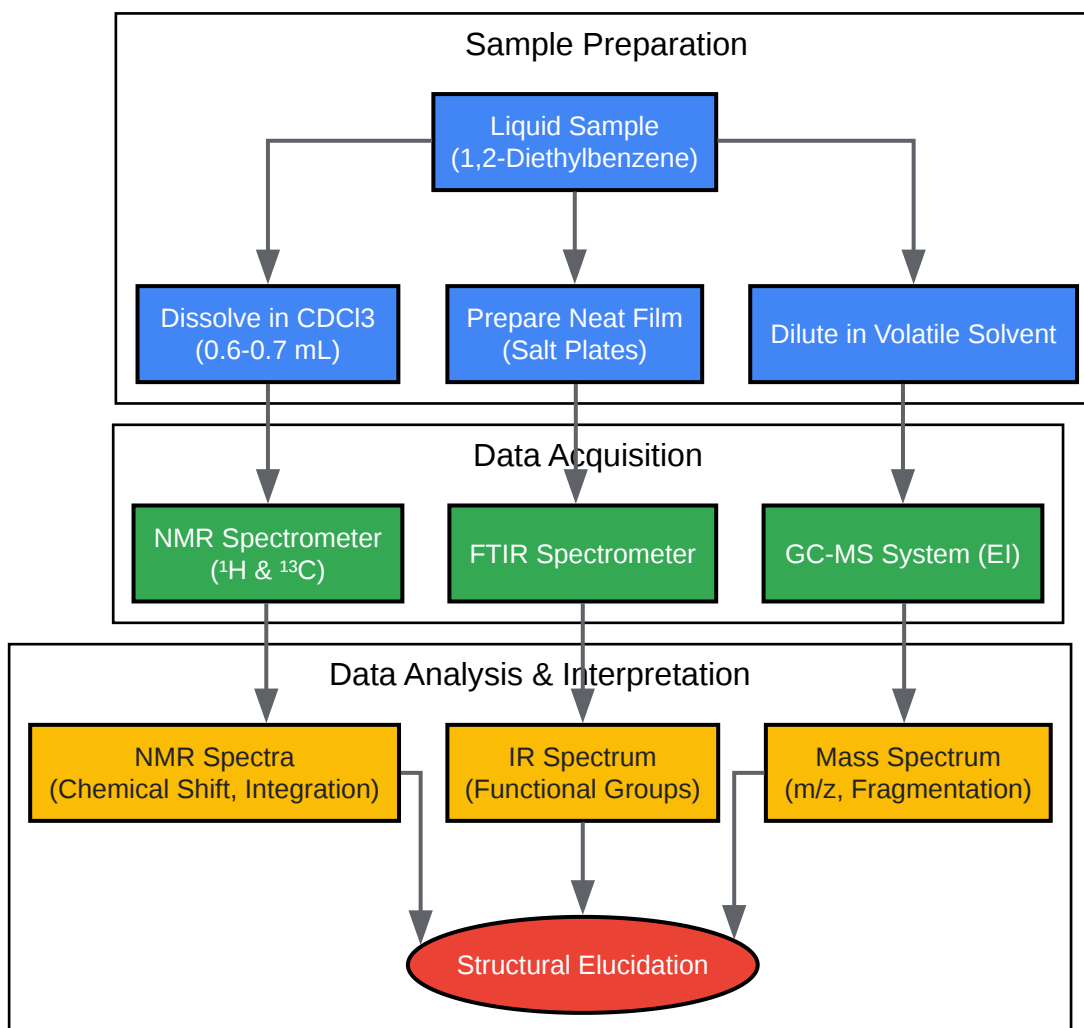 Sample Preparation
Liquid Sample
(1,2-Diethylbenzene)
Dissolve in CDCl3
(0.6-0.7 mL)
Prepare Neat Film
(Salt Plates)
Dilute in Volatile Solvent
Data Acquisition
NMR Spectrometer
(¹H & ¹³C)
FTIR Spectrometer
GC-MS System (EI)
Data Analysis & Interpretation
NMR Spectra
(Chemical Shift, Integration)
IR Spectrum
(Functional Groups)
Mass Spectrum
(m/z, Fragmentation)
Structural Elucidation